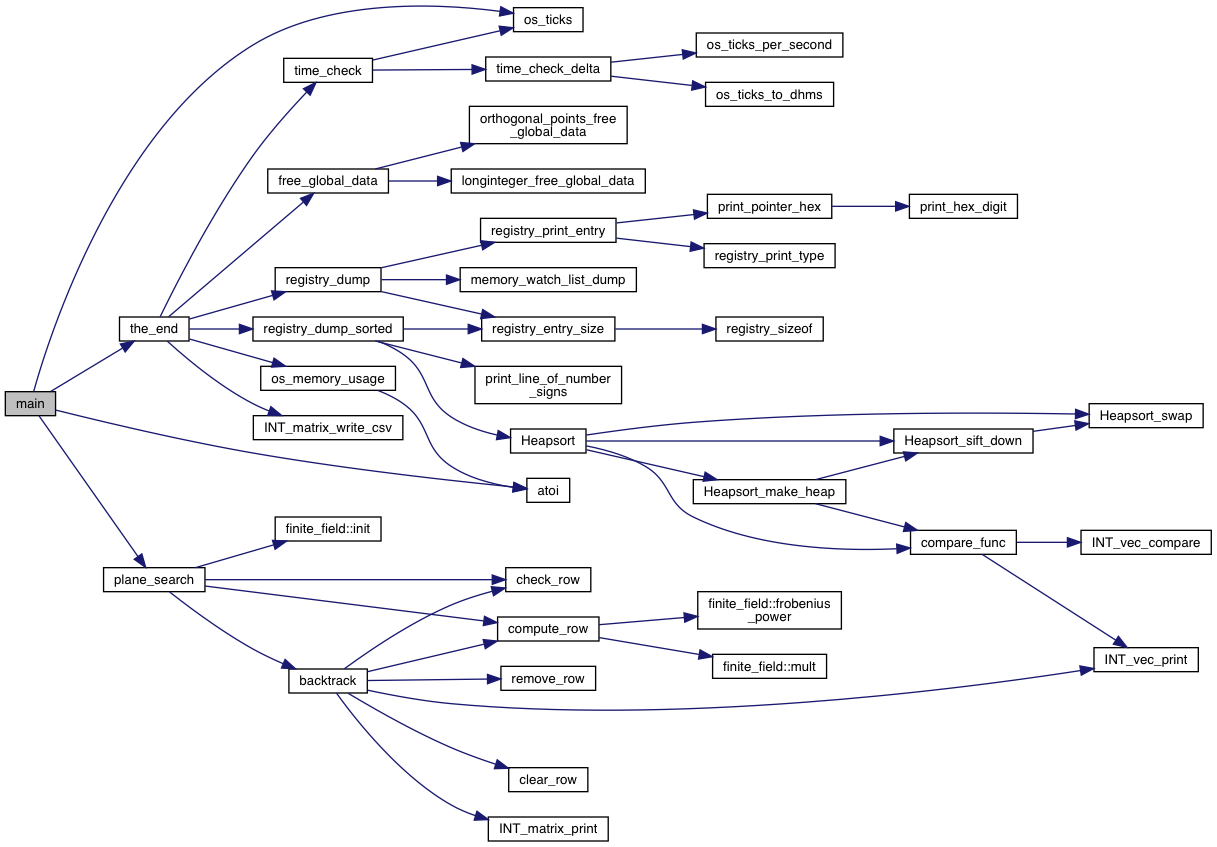 os_ticks
os_ticks_per_second
time_check
time_check_delta
os_ticks_to_dhms
orthogonal_points_free
_global_data
free_global_data
longinteger_free_global_data
print_pointer_hex
print_hex_digit
registry_print_entry
registry_print_type
registry_dump
memory_watch_list_dump
the_end
registry_dump_sorted
registry_entry_size
registry_sizeof
os_memory_usage
print_line_of_number
_signs
main
INT_matrix_write_csv
Heapsort
Heapsort_swap
Heapsort_sift_down
atoi
Heapsort_make_heap
finite_field::init
compare_func
INT_vec_compare
plane_search
check_row
compute_row
finite_field::frobenius
_power
finite_field::mult
INT_vec_print
backtrack
remove_row
clear_row
INT_matrix_print